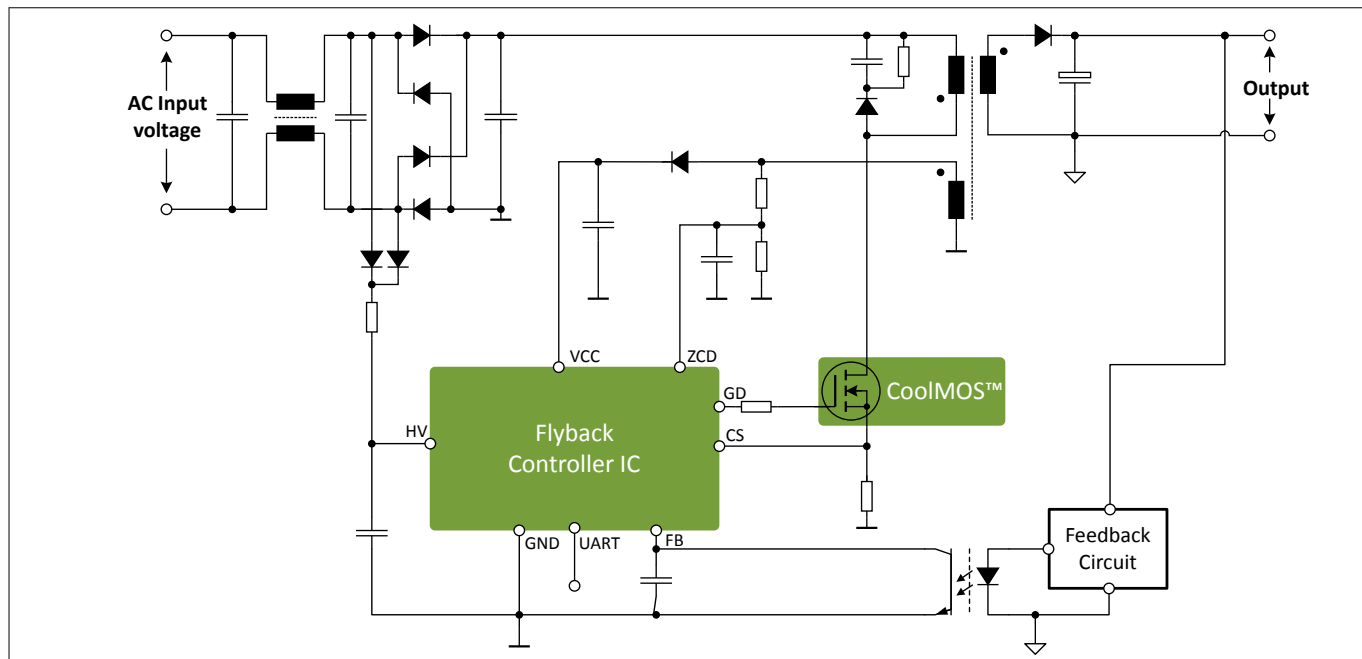 AC Input
voltage
Output
VCC
ZCD
GD
CoolMOS™
HV
Flyback
Controller IC
CS
GND
UART
FB
Feedback
Circuit